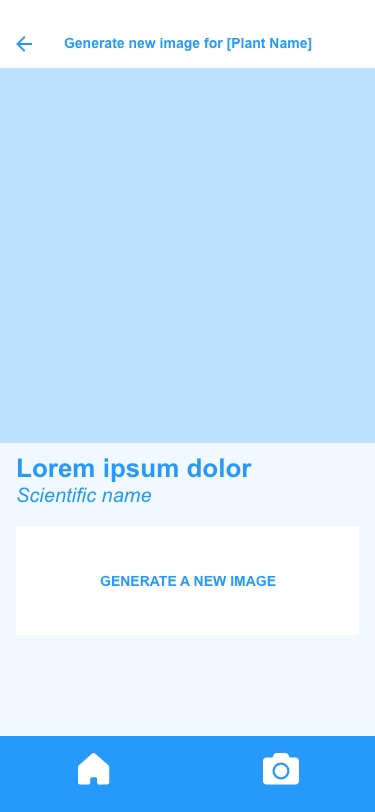 Generate new image for [Plant Name]
Lorem ipsum dolor
Scientific name
GENERATE A NEW IMAGE